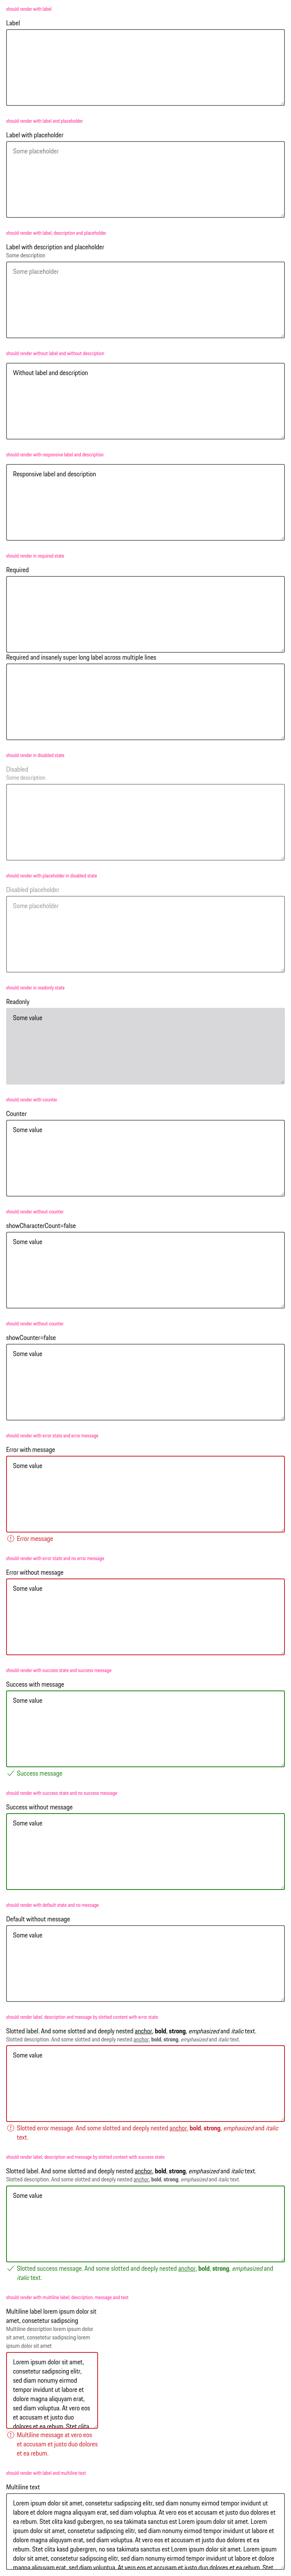 should render with label
Label
should render with label and placeholder
Label with placeholder
Some placeholder
should render with label, description and placeholder
Label with description and placeholder
Some description
Some placeholder
should render without label and without description
Without label and description
should render with responsive label and description
Responsive label and description
should render in required state
Required
Required and insanely super long label across multiple lines
should render in disabled state
Disabled
Some description
should render with placeholder in disabled state
Disabled placeholder
Some placeholder
should render in readonly state
Readonly
Some value
should render with counter
Counter
Some value
should render without counter
showCharacterCount=false
Some value
should render without counter
showCounter=false
Some value
should render with error state and error message
Error with message
Some value
Error message
should render with error state and no error message
Error without message
Some value
should render with success state and success message
Success with message
Some value
Success message
should render with success state and no success message
Success without message
Some value
should render with default state and no message
Default without message
Some value
should render label, description and message by slotted content with error state
Slotted label. And some slotted and deeply nested anchor, bold, strong, emphasized and italic text.
Slotted description. And some slotted and deeply nested anchor, bold, strong, emphasized and italic text.
Some value
Slotted error message. And some slotted and deeply nested anchor, bold, strong, emphasized and italic
text.
should render label, description and message by slotted content with success state
Slotted label. And some slotted and deeply nested anchor, bold, strong, emphasized and italic text.
Slotted description. And some slotted and deeply nested anchor, bold, strong, emphasized and italic text.
Some value
Slotted success message. And some slotted and deeply nested anchor, bold, strong, emphasized and
italic text.
should render with multiline label, description, message and text
Multiline label lorem ipsum dolor sit
amet, consetetur sadipscing
Multiline description lorem ipsum dolor
sit amet, consetetur sadipscing lorem
ipsum dolor sit amet
Lorem ipsum dolor sit amet,
consetetur sadipscing elitr,
sed diam nonumy eirmod
tempor invidunt ut labore et
dolore magna aliquyam erat,
sed diam voluptua. At vero eos
et accusam et justo duo
dolores et ea rebum. Stet clita
Multiline message at vero eos
et accusam et justo duo dolores
et ea rebum.
should render with label and multiline text
Multiline text
Lorem ipsum dolor sit amet, consetetur sadipscing elitr, sed diam nonumy eirmod tempor invidunt ut
labore et dolore magna aliquyam erat, sed diam voluptua. At vero eos et accusam et justo duo dolores et
ea rebum. Stet clita kasd gubergren, no sea takimata sanctus est Lorem ipsum dolor sit amet. Lorem
ipsum dolor sit amet, consetetur sadipscing elitr, sed diam nonumy eirmod tempor invidunt ut labore et
dolore magna aliquyam erat, sed diam voluptua. At vero eos et accusam et justo duo dolores et ea
rebum. Stet clita kasd gubergren, no sea takimata sanctus est Lorem ipsum dolor sit amet. Lorem ipsum
dolor sit amet, consetetur sadipscing elitr, sed diam nonumy eirmod tempor invidunt ut labore et dolore
magna aliquyam erat, sed diam voluptua. At vero eos et accusam et justo duo dolores et ea rebum. Stet